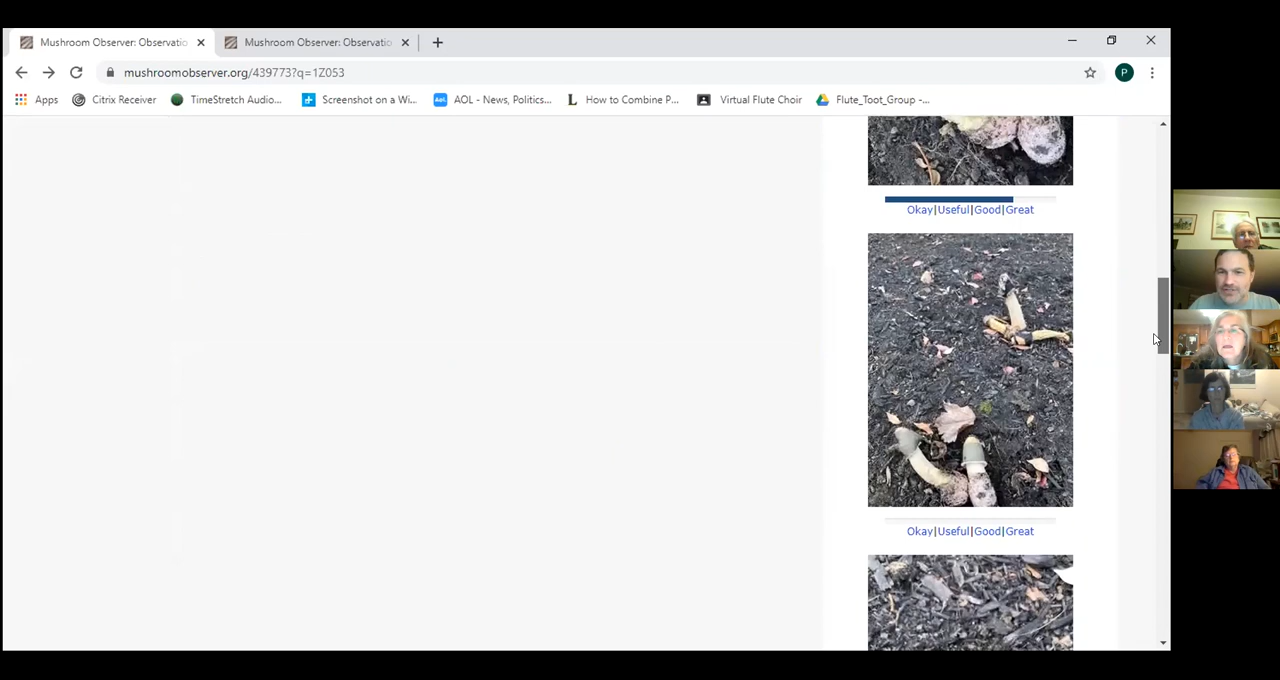 Mushroom Observer: Observatio
Mushroom Observer: Observatio
mushroomobserver.org/439773?q=1Z053
P
Apps
Citrix Receiver
TimeStretch Audio...
Screenshot on a Wi...
Aol.
AOL - News, Politics...
L
How to Combine P...
Virtual Flute Choir
Flute_Toot_Group -...
Okay|Useful|Good|Great
Okay|Useful|Good|Great